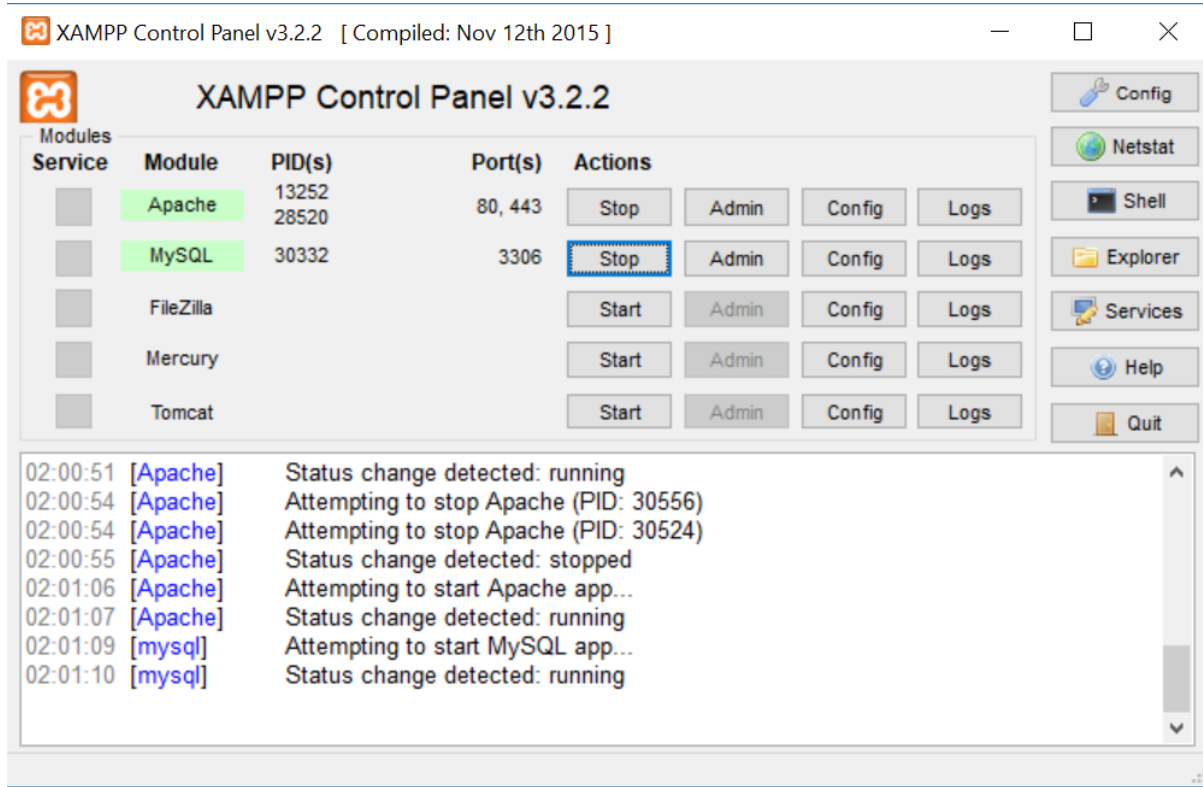 XAMPP Control Panel v3.2.2 [ Compiled: Nov 12th 2015 ]
XAMPP Control Panel v3.2.2
Config
Modules
Netstat
Service Module PID(s) Port(s) Actions
Apache 13252 80, 443 Stop Admin Config Logs
28520
Shell
MySQL 30332 3306 Stop Admin Config Logs
Explorer
FileZilla Start Admin Config Logs
Services
Mercury Start Admin Config Logs
Help
Tomcat Start Admin Config Logs
Quit
02:00:51 [Apache] Status change detected: running
02:00:54 [Apache] Attempting to stop Apache (PID: 30556)
02:00:54 [Apache] Attempting to stop Apache (PID: 30524)
02:00:55 [Apache] Status change detected: stopped
02:01:06 [Apache] Attempting to start Apache app...
02:01:07 [Apache] Status change detected: running
02:01:09 [mysql] Attempting to start MySQL app...
02:01:10 [mysql] Status change detected: running